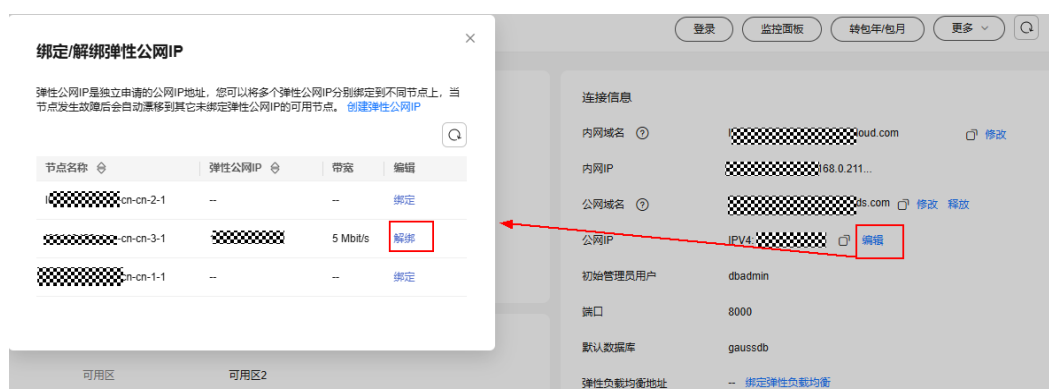 登录
监控面板
转包年/包月
更多
绑定/解绑弹性公网IP
弹性公网IP是独立申请的公网IP地址，您可以将多个弹性公网IP分别绑定到不同节点上，当
节点发生故障后会自动漂移到其它未绑定弹性公网IP的可用节点。 创建弹性公网IP
节点名称 弹性公网IP 带宽 编辑
cn-cn-2-1 -- -- 绑定
-cn-cn-3-1 5 Mbit/s 解绑
cn-cn-1-1 -- -- 绑定
可用区 可用区2
连接信息
内网域名 oud.com 修改
内网IP 168.0.211...
公网域名 ds.com 修改 释放
公网IP IPV4: 编辑
初始管理员用户 dbadmin
端口 8000
默认数据库 gaussdb
弹性负载均衡地址 -- 绑定弹性负载均衡